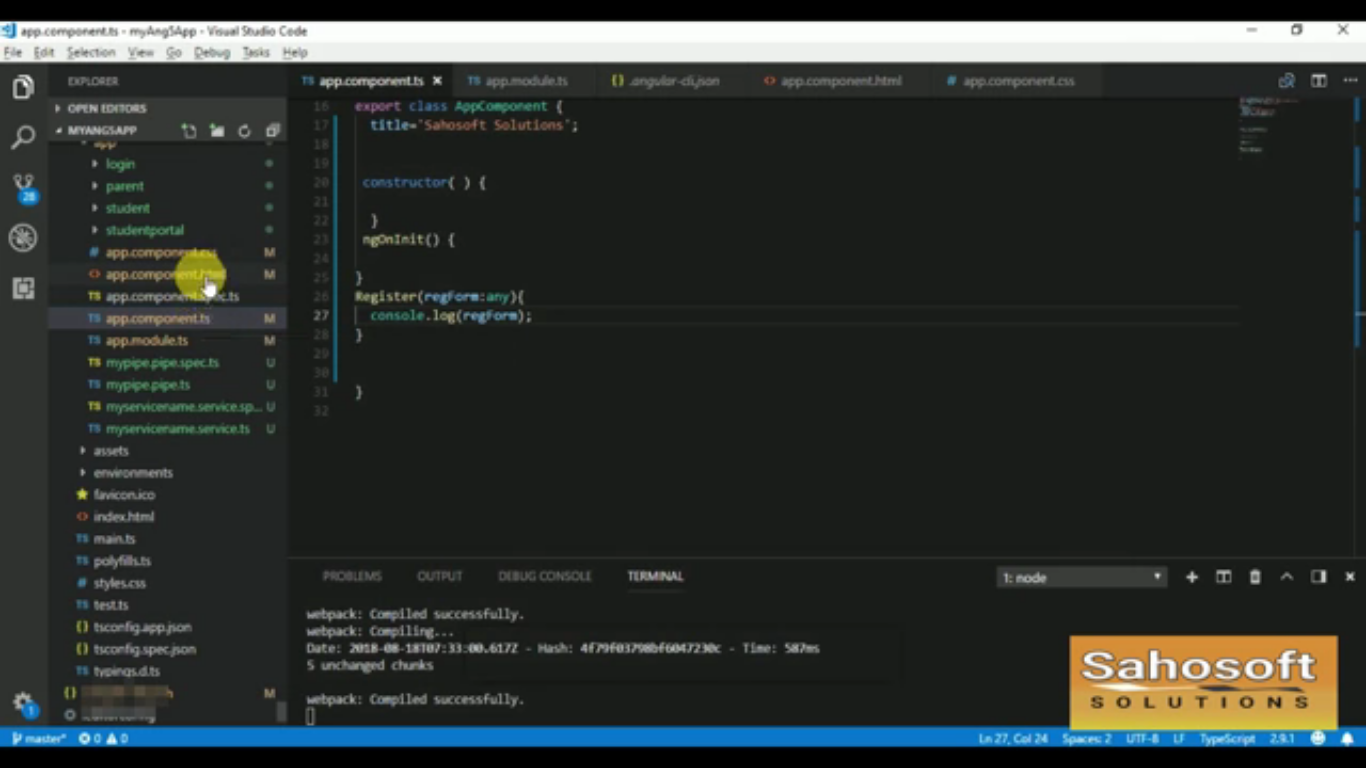 app.component.ts - myAng5App - Visual Studio Code
File Edit Selection View Go Debug Tasks Help
EXPLORER
app.component.ts
app.module.ts
.angular-cli.json
app.component.html
app.component.css
OPEN EDITORS
MYANG5APP
app
login
parent
student
studentportal
app.component.css M
app.component.html M
app.component.spec.ts
app.component.ts M
app.module.ts M
mypipe.pipe.spec.ts U
mypipe.pipe.ts U
myservicename.service.sp... U
myservicename.service.ts U
assets
environments
favicon.ico
index.html
main.ts
polyfills.ts
styles.css
test.ts
tsconfig.app.json
tsconfig.spec.json
typings.d.ts
M
28
1
16 export class AppComponent {
17 title='Sahosoft Solutions';
18
19
20 constructor( ) {
21
22 }
23 ngOnInit() {
24
25 }
26 Register(regForm:any){
27 console.log(regForm);
28 }
29
30
31 }
32
PROBLEMS OUTPUT DEBUG CONSOLE TERMINAL
1: node
webpack: Compiled successfully.
webpack: Compiling...
Date: 2018-08-18T07:33:00.617Z - Hash: 4f79f03798bf6047230c - Time: 587ms
5 unchanged chunks
webpack: Compiled successfully.
Sahosoft
SOLUTIONS
master* 0 0
Ln 27, Col 24 Spaces: 2 UTF-8 LF TypeScript 2.9.1